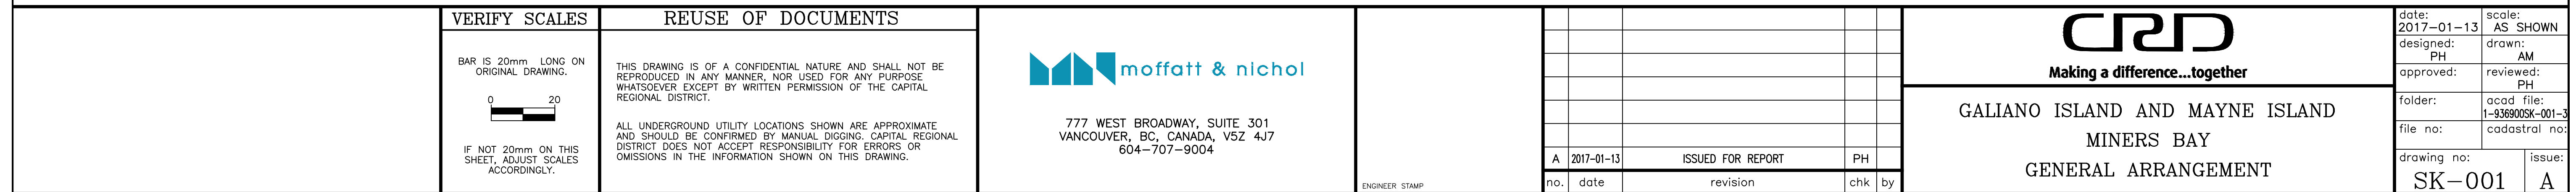 VERIFY SCALES
BAR IS 20mm LONG ON
ORIGINAL DRAWING.
0 20
IF NOT 20mm ON THIS
SHEET, ADJUST SCALES
ACCORDINGLY.
REUSE OF DOCUMENTS
THIS DRAWING IS OF A CONFIDENTIAL NATURE AND SHALL NOT BE
REPRODUCED IN ANY MANNER, NOR USED FOR ANY PURPOSE
WHATSOEVER EXCEPT BY WRITTEN PERMISSION OF THE CAPITAL
REGIONAL DISTRICT.
ALL UNDERGROUND UTILITY LOCATIONS SHOWN ARE APPROXIMATE
AND SHOULD BE CONFIRMED BY MANUAL DIGGING. CAPITAL REGIONAL
DISTRICT DOES NOT ACCEPT RESPONSIBILITY FOR ERRORS OR
OMISSIONS IN THE INFORMATION SHOWN ON THIS DRAWING.
moffatt & nichol
777 WEST BROADWAY, SUITE 301
VANCOUVER, BC, CANADA, V5Z 4J7
604-707-9004
ENGINEER STAMP
A 2017-01-13 ISSUED FOR REPORT PH
no. date revision chk by
CRD
Making a difference...together
GALIANO ISLAND AND MAYNE ISLAND
MINERS BAY
GENERAL ARRANGEMENT
date: scale:
2017-01-13 AS SHOWN
designed: drawn:
PH AM
approved: reviewed:
PH
folder: acad file:
1-936900SK-001-3
file no: cadastral no:
drawing no: issue:
SK-001 A